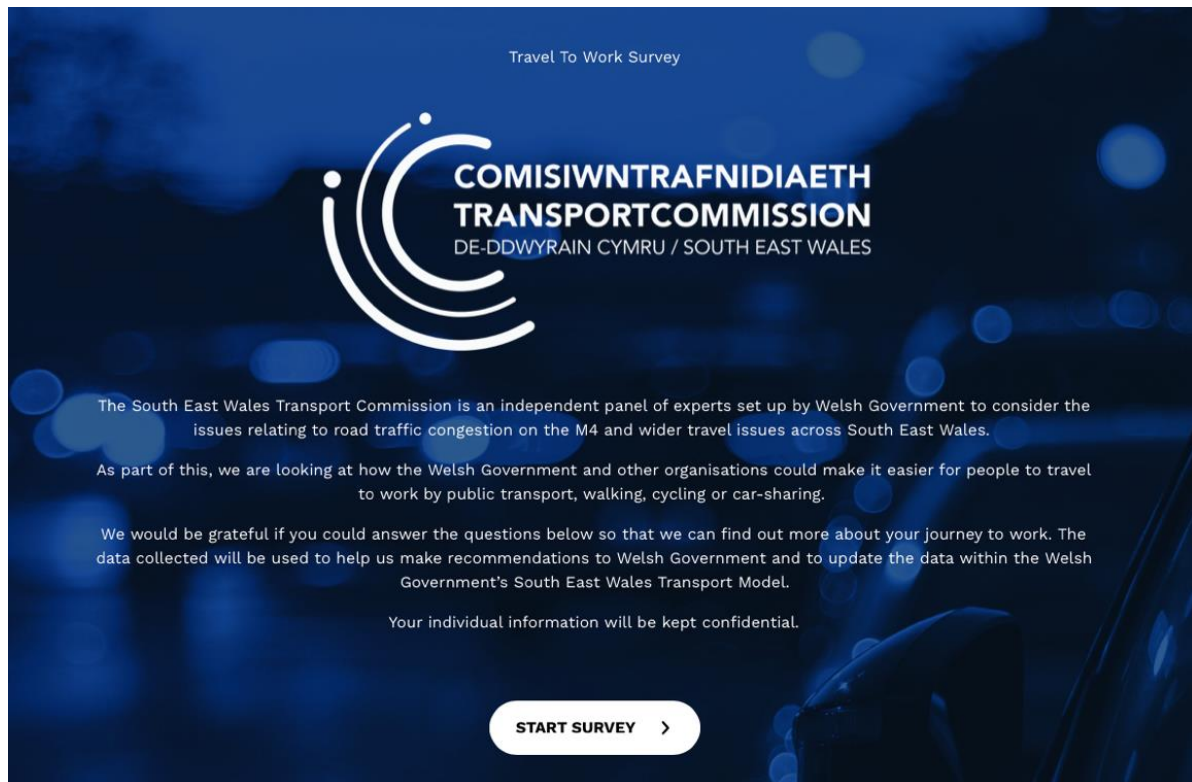 Travel To Work Survey
COMISIWNTRAFNIDIAETH
TRANSPORTCOMMISSION
DE-DDWYRAIN CYMRU / SOUTH EAST WALES
The South East Wales Transport Commission is an independent panel of experts set up by Welsh Government to consider the
issues relating to road traffic congestion on the M4 and wider travel issues across South East Wales.
As part of this, we are looking at how the Welsh Government and other organisations could make it easier for people to travel
to work by public transport, walking, cycling or car-sharing.
We would be grateful if you could answer the questions below so that we can find out more about your journey to work. The
data collected will be used to help us make recommendations to Welsh Government and to update the data within the Welsh
Government's South East Wales Transport Model.
Your individual information will be kept confidential.
START SURVEY